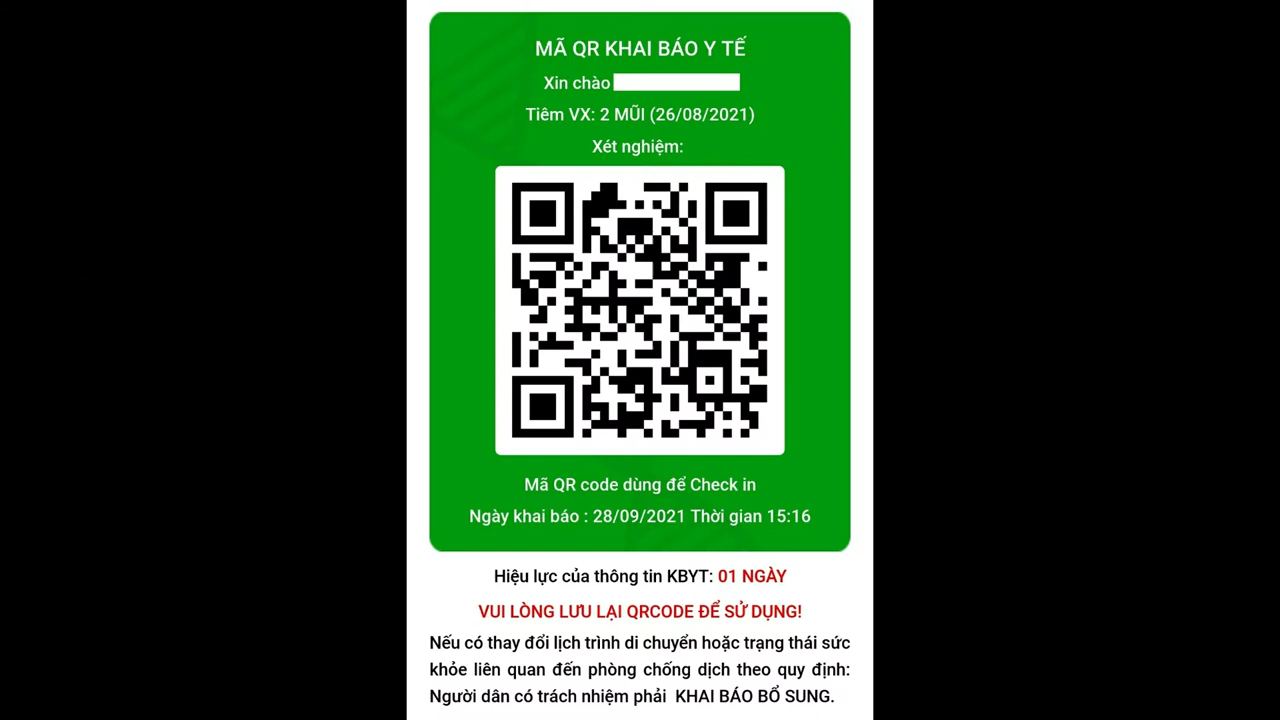 MÃ QR KHAI BÁO Y TẾ
Xin chào
Tiêm VX: 2 MŨI (26/08/2021)
Xét nghiệm:
Mã QR code dùng để Check in
Ngày khai báo : 28/09/2021 Thời gian 15:16
Hiệu lực của thông tin KBYT: 01 NGÀY
VUI LÒNG LƯU LẠI QRCODE ĐỂ SỬ DỤNG!
Nếu có thay đổi lịch trình di chuyển hoặc trạng thái sức
khỏe liên quan đến phòng chống dịch theo quy định:
Người dân có trách nhiệm phải  KHAI BÁO BỔ SUNG.